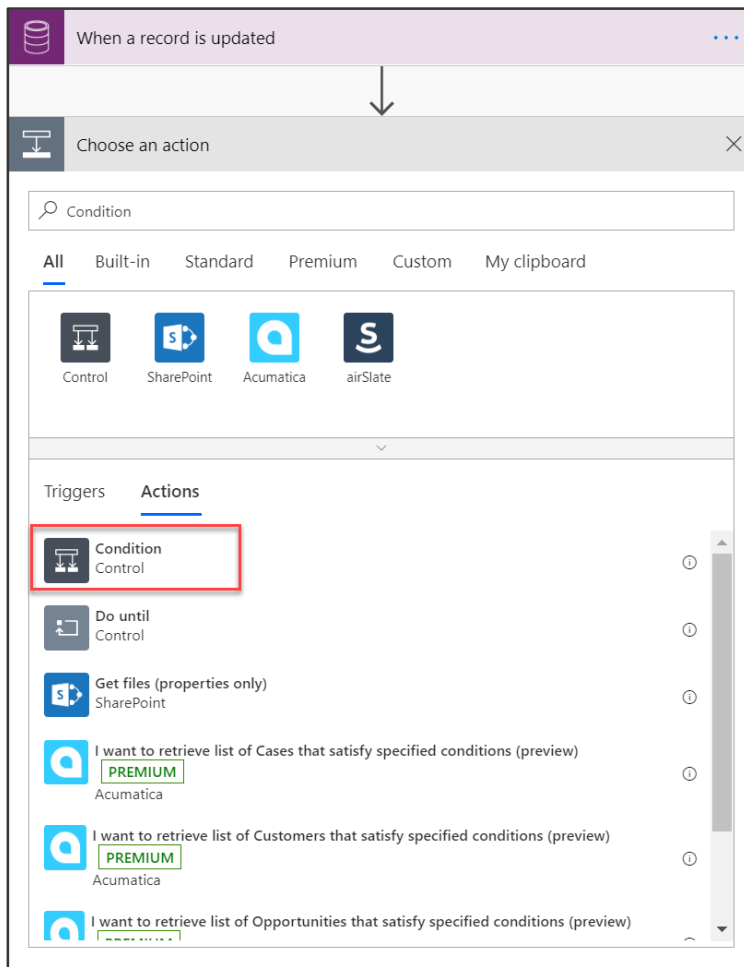 When a record is updated
Choose an action
Condition
All Built-in Standard Premium Custom My clipboard
Control SharePoint Acumatica airSlate
Triggers Actions
Condition
Control
Do until
Control
Get files (properties only)
SharePoint
I want to retrieve list of Cases that satisfy specified conditions (preview)
PREMIUM
Acumatica
I want to retrieve list of Customers that satisfy specified conditions (preview)
PREMIUM
Acumatica
I want to retrieve list of Opportunities that satisfy specified conditions (preview)
PREMIUM